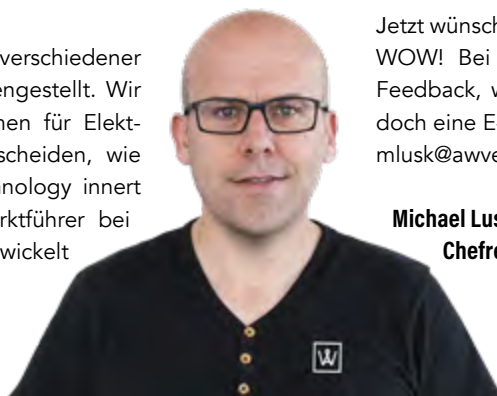 verschiedener
engestellt. Wir
nen für Elekt-
scheiden, wie
nology innert
rktführer bei
wickelt
Jetzt wünsch
WOW! Bei
Feedback, w
doch eine E-
mlusk@awve
Michael Lus
Chefre
W